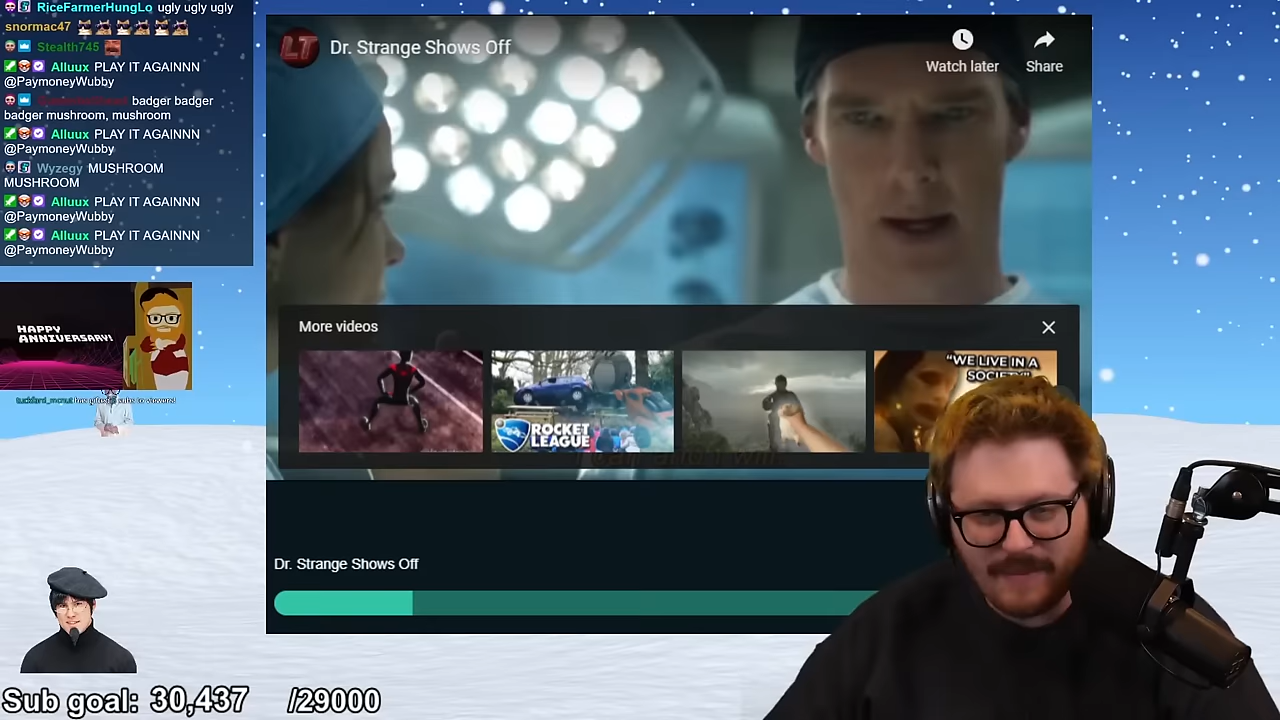 RiceFarmerHungLo ugly ugly ugly
snormac47
Stealth745
Alluux PLAY IT AGAINNN
@PaymoneyWubby
badger badger
badger mushroom, mushroom
Alluux PLAY IT AGAINNN
@PaymoneyWubby
Wyzegy MUSHROOM
MUSHROOM
Alluux PLAY IT AGAINNN
@PaymoneyWubby
Alluux PLAY IT AGAINNN
@PaymoneyWubby
HAPPY
ANNIVERSARY!
LT
Dr. Strange Shows Off
Watch later
Share
More videos
ROCKET
LEAGUE
"WE LIVE IN A
SOCIETY"
Dr. Strange Shows Off
Sub goal: 30,437 /29000